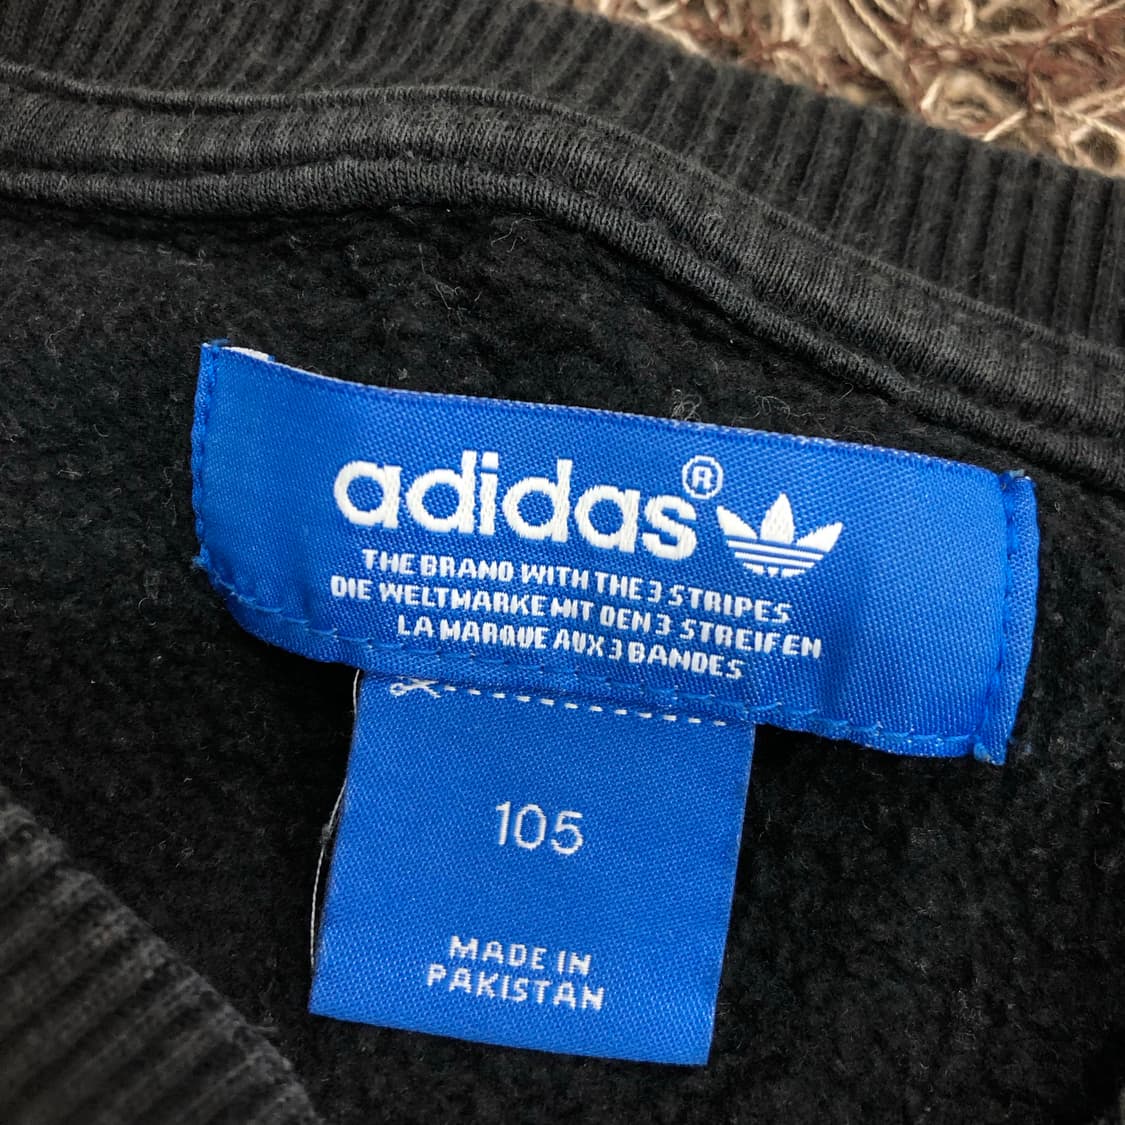 adidas®
THE BRAND WITH THE 3 STRIPES
DIE WELTMARKE MIT DEN 3 STREIFEN
LA MARQUE AUX 3 BANDES
105
MADE IN
PAKISTAN